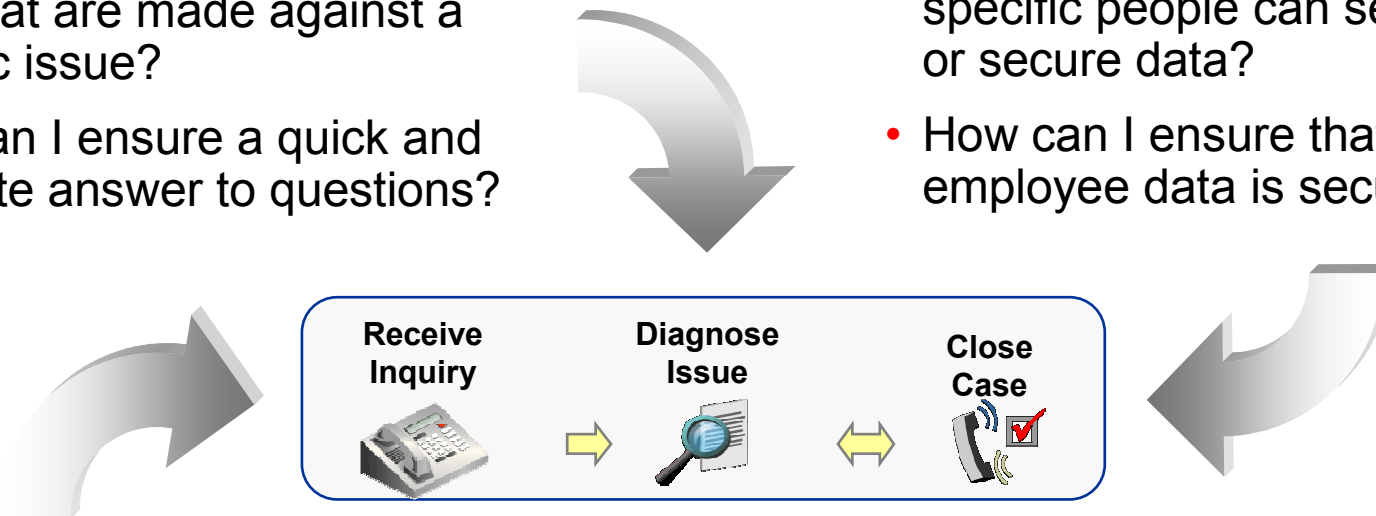 at are made against a
c issue?
an I ensure a quick and
te answer to questions?
specific people can se
or secure data?
• How can I ensure tha
employee data is secu
Receive
Inquiry
Diagnose
Issue
Close
Case